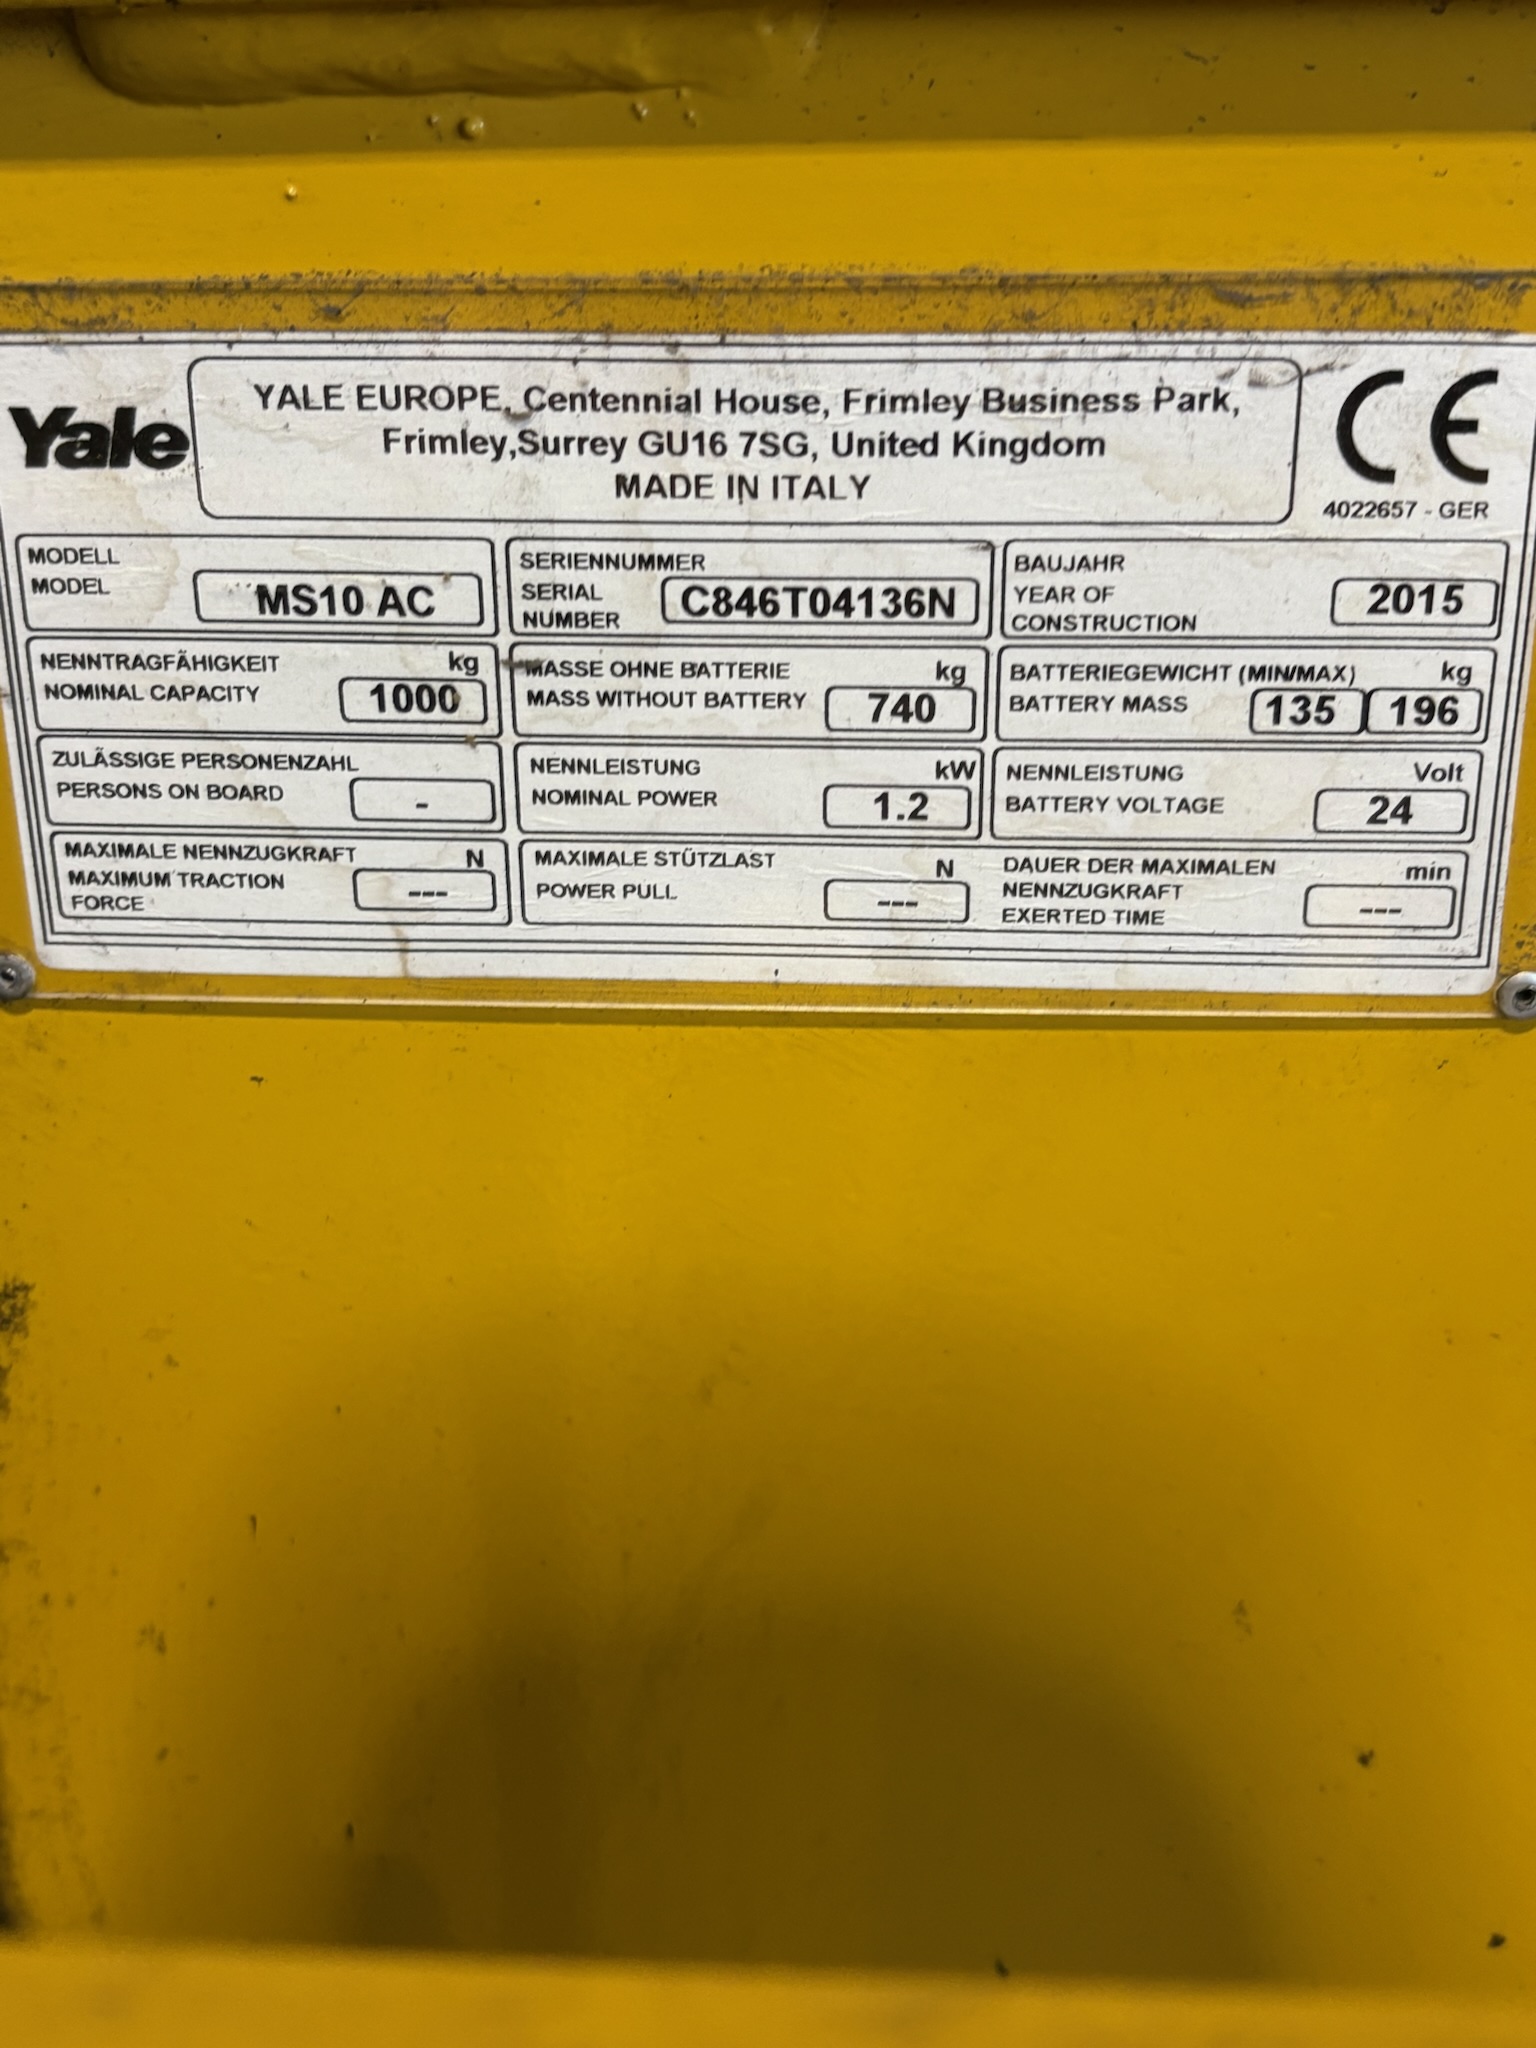 Yale
YALE EUROPE, Centennial House, Frimley Business Park,
Frimley,Surrey GU16 7SG, United Kingdom
MADE IN ITALY
CE
4022657 - GER
MODELL
MODEL
MS10 AC
SERIENNUMMER
SERIAL
NUMBER
C846T04136N
BAUJAHR
YEAR OF
CONSTRUCTION
2015
NENNTRAGFÄHIGKEIT kg
NOMINAL CAPACITY 1000
MASSE OHNE BATTERIE kg
MASS WITHOUT BATTERY 740
BATTERIEGEWICHT (MIN/MAX) kg
BATTERY MASS 135 196
ZULÄSSIGE PERSONENZAHL
PERSONS ON BOARD -
NENNLEISTUNG kW
NOMINAL POWER 1.2
NENNLEISTUNG Volt
BATTERY VOLTAGE 24
MAXIMALE NENNZUGKRAFT N
MAXIMUM TRACTION
FORCE ---
MAXIMALE STÜTZLAST N
POWER PULL ---
DAUER DER MAXIMALEN min
NENNZUGKRAFT
EXERTED TIME ---